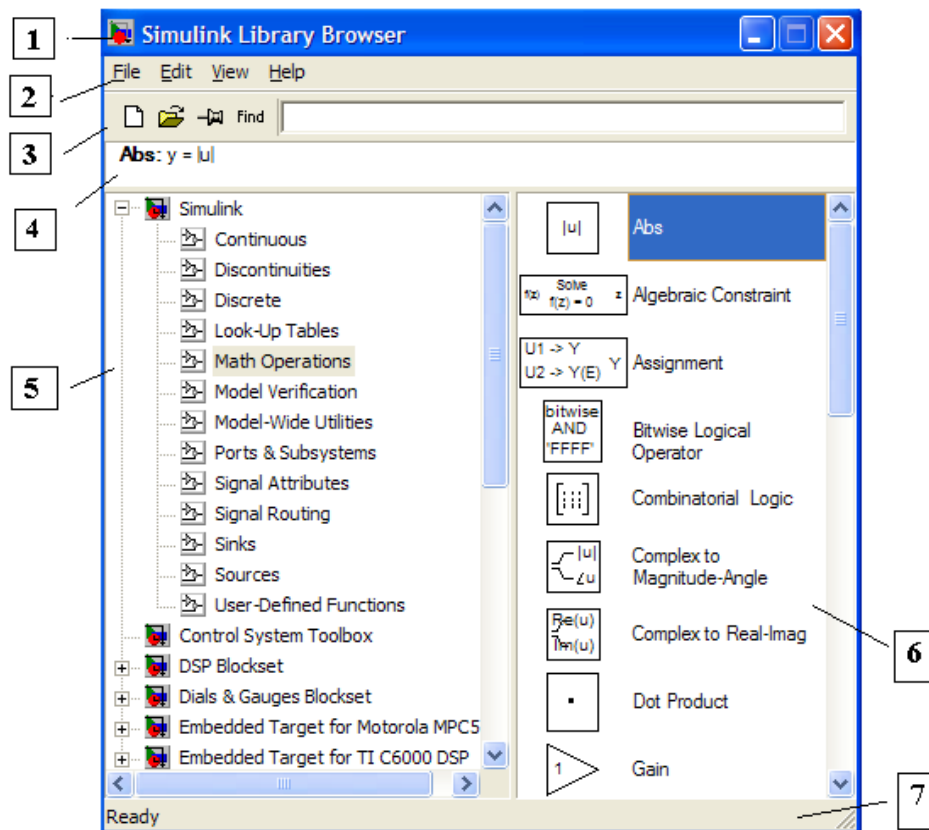 1
Simulink Library Browser
2
File Edit View Help
3
Find
4
Abs: y = |u|
5
Simulink
Continuous
Discontinuities
Discrete
Look-Up Tables
Math Operations
Model Verification
Model-Wide Utilities
Ports & Subsystems
Signal Attributes
Signal Routing
Sinks
Sources
User-Defined Functions
Control System Toolbox
DSP Blockset
Dials & Gauges Blockset
Embedded Target for Motorola MPC5
Embedded Target for TI C6000 DSP
|u|
Abs
f(z) Solve f(z) = 0 z
Algebraic Constraint
U1 -> Y
U2 -> Y(E) Y
Assignment
bitwise
AND
'FFFF'
Bitwise Logical
Operator
Combinatorial Logic
|u|
∠u
Complex to
Magnitude-Angle
Re(u)
Im(u)
Complex to Real-Imag
6
Dot Product
1
Gain
7
Ready